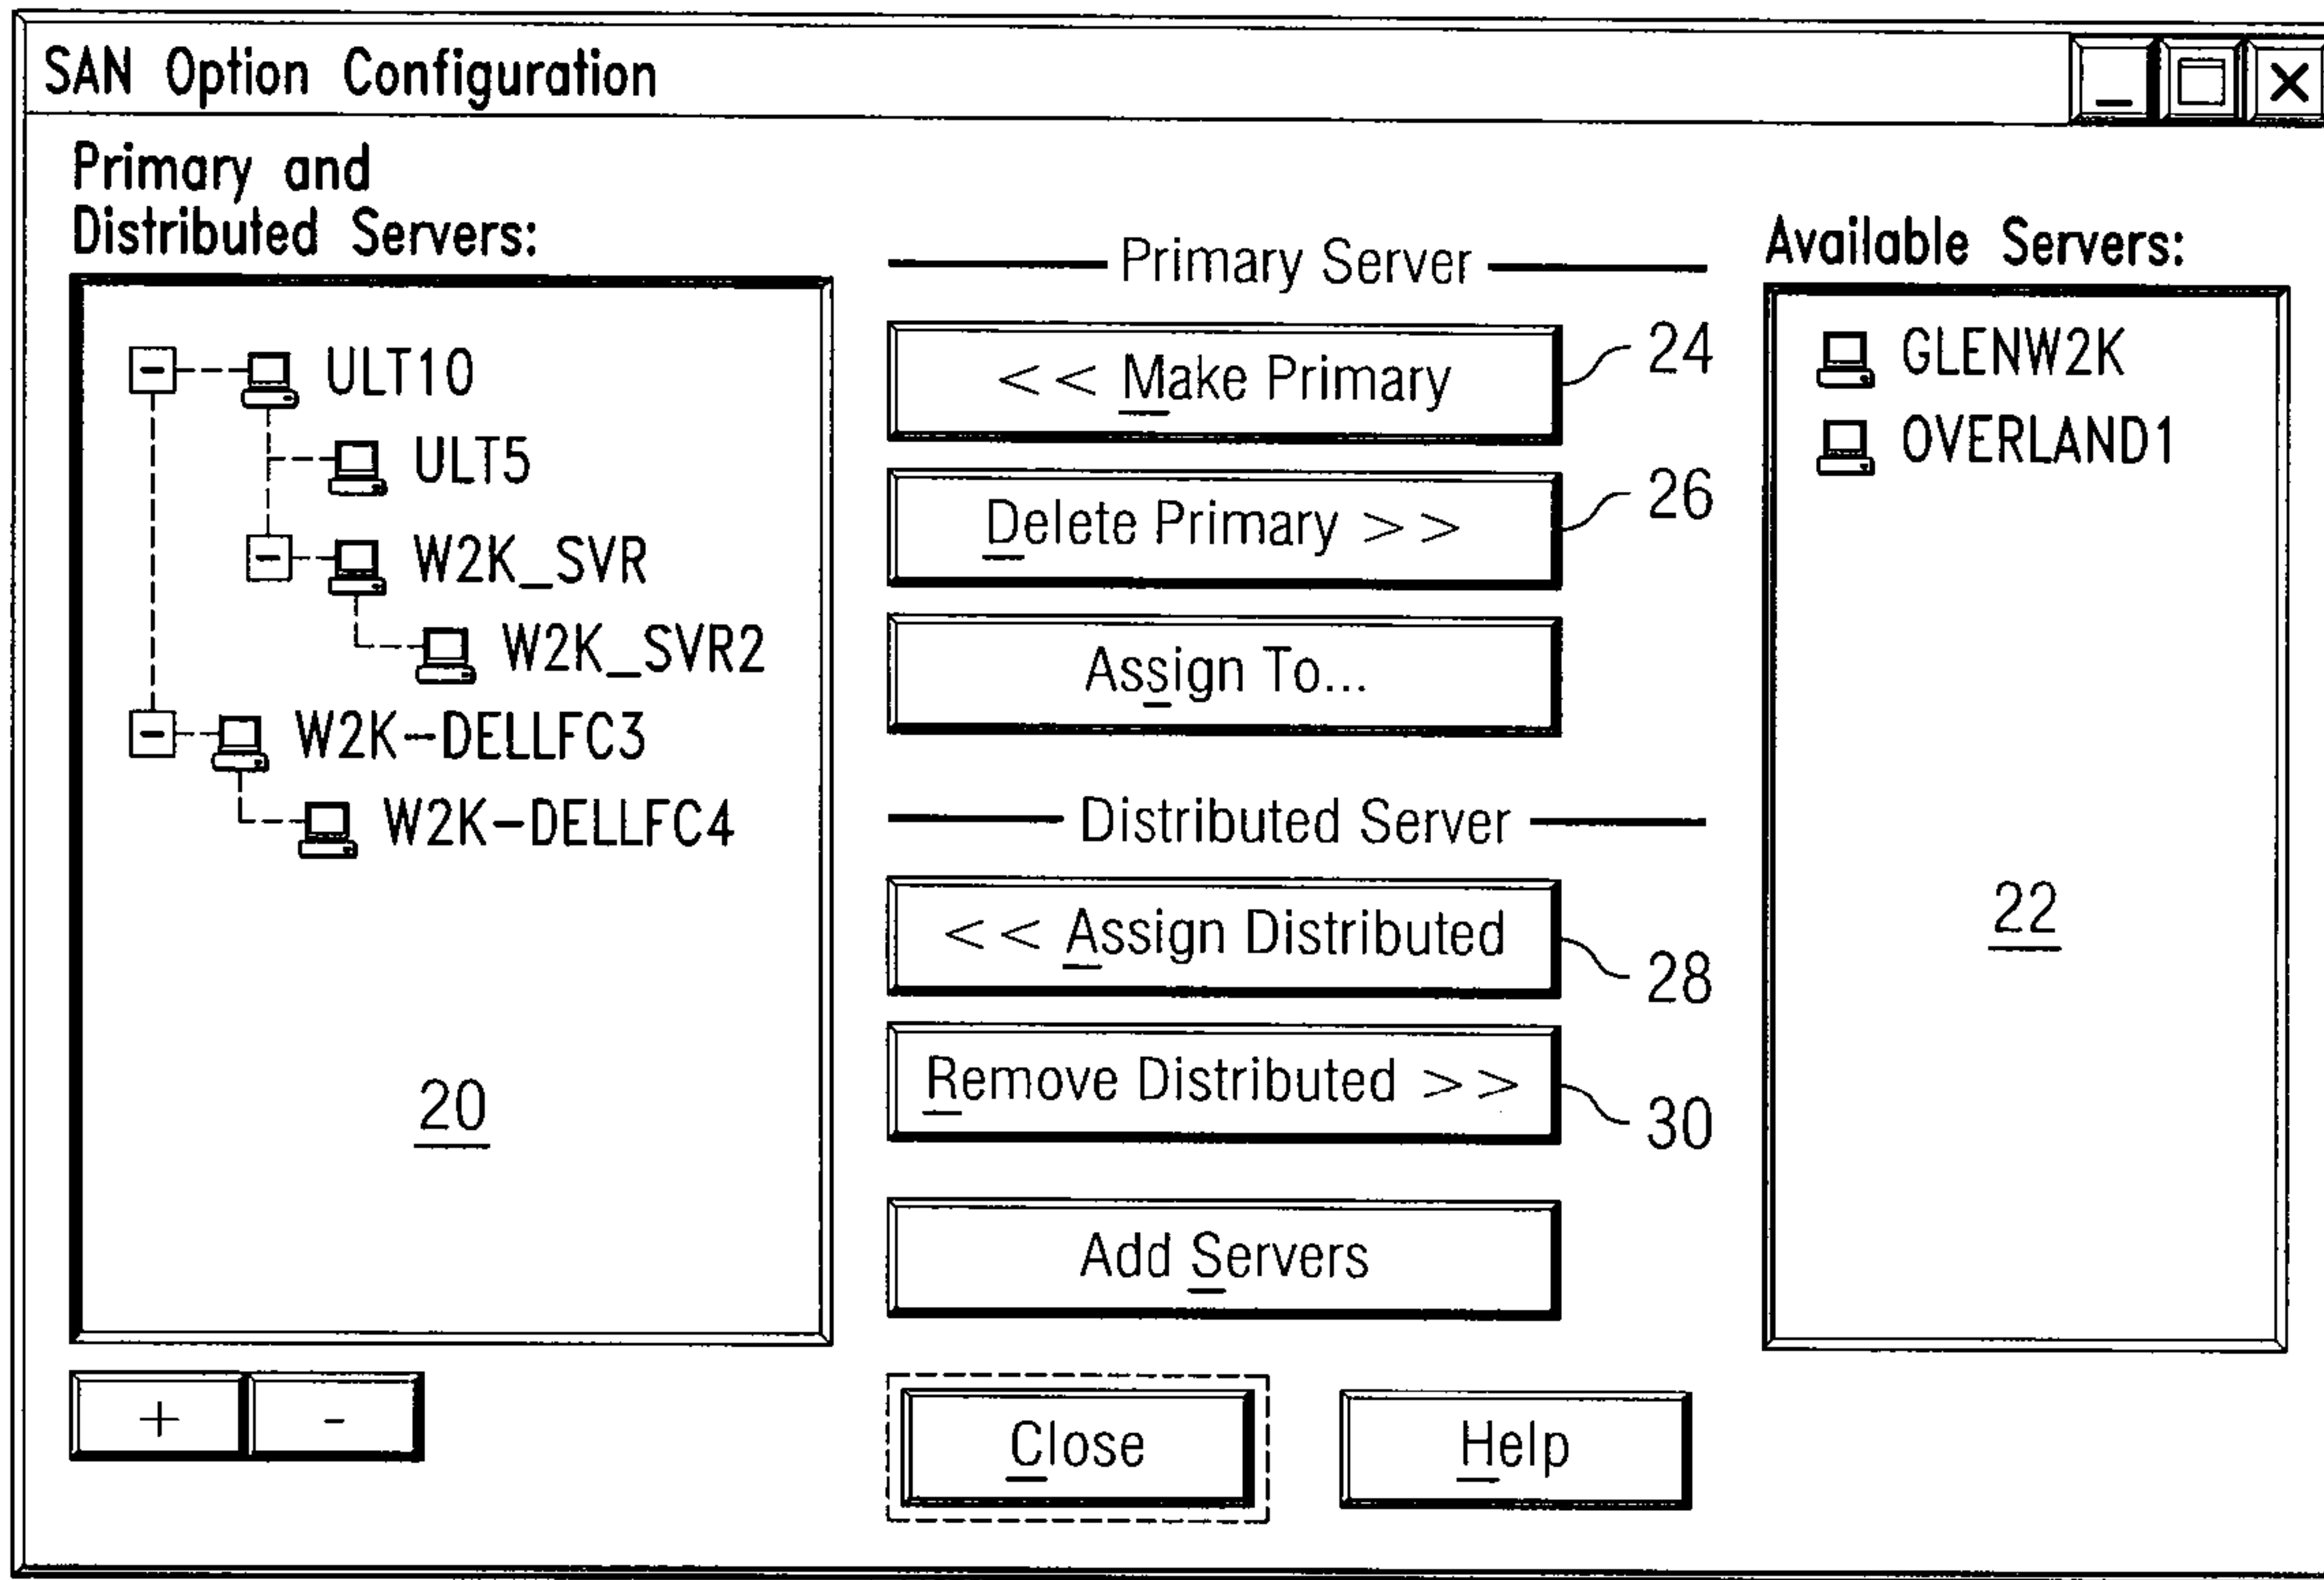 SAN Option Configuration
Primary and
Distributed Servers:
ULT10
ULT5
W2K_SVR
W2K_SVR2
W2K-DELLFC3
W2K-DELLFC4
20
+
-
Primary Server
<< Make Primary
24
Delete Primary >>
26
Assign To...
Distributed Server
<< Assign Distributed
28
Remove Distributed >>
30
Add Servers
Close
Help
Available Servers:
GLENW2K
OVERLAND1
22